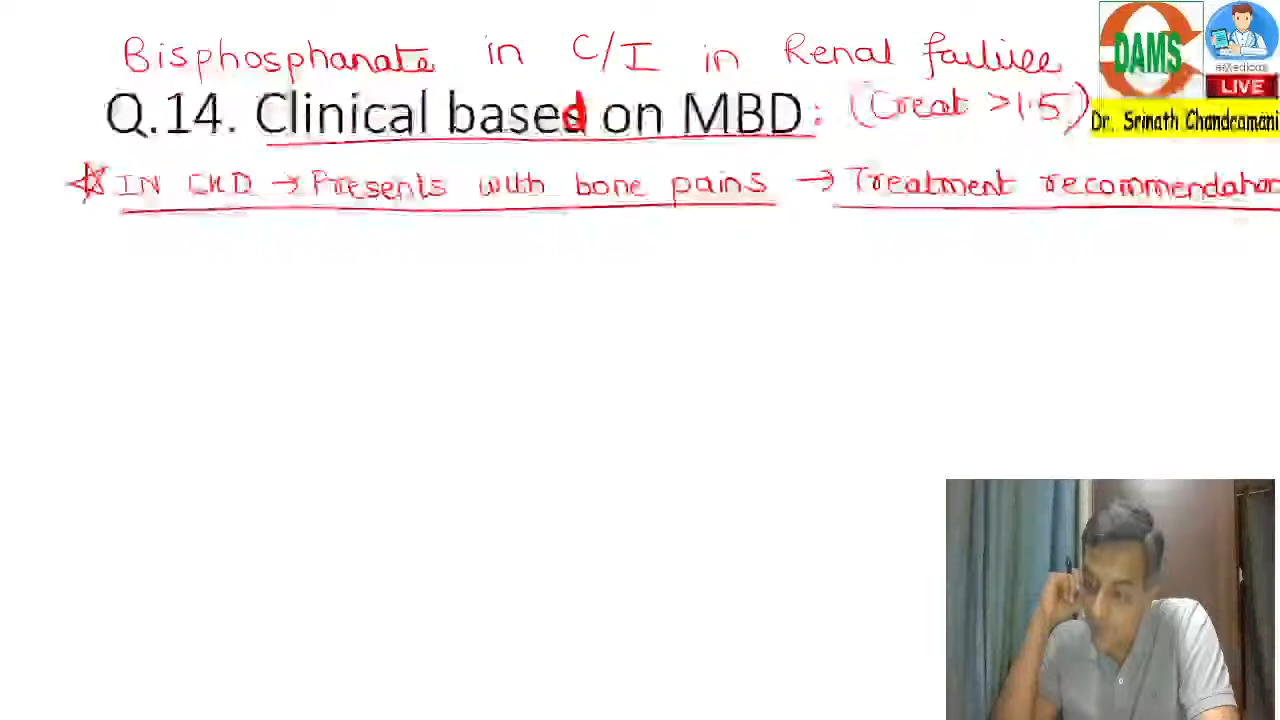 Bisphosphanate in C/I in Renal failure
Q.14. Clinical based on MBD: (Creat >1.5)
☆ IN CKD → Presents with bone pains → Treatment recommendation
DAMS
eMedicos
LIVE
Dr. Srinath Chandramani